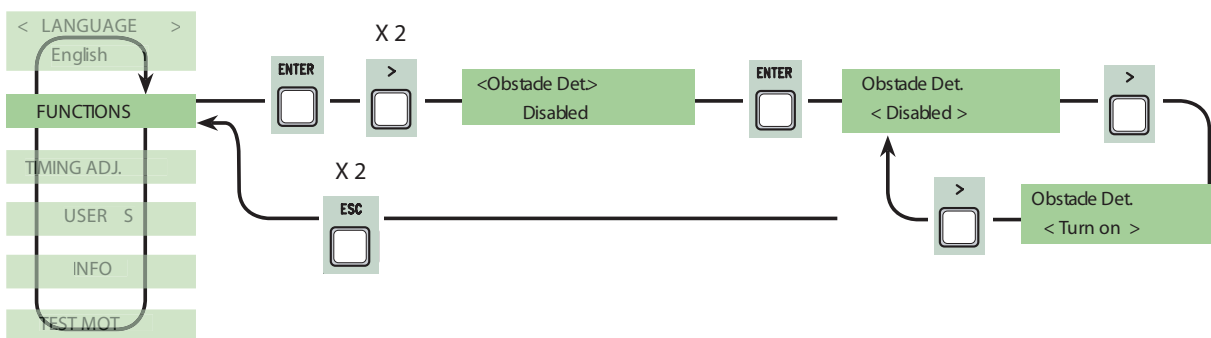 < LANGUAGE >
English
FUNCTIONS
TIMING ADJ.
USER S
INFO
TEST MOT
ENTER
X 2
>
<Obstade Det.>
Disabled
ENTER
Obstade Det.
< Disabled >
>
X 2
ESC
>
Obstade Det.
< Turn on >